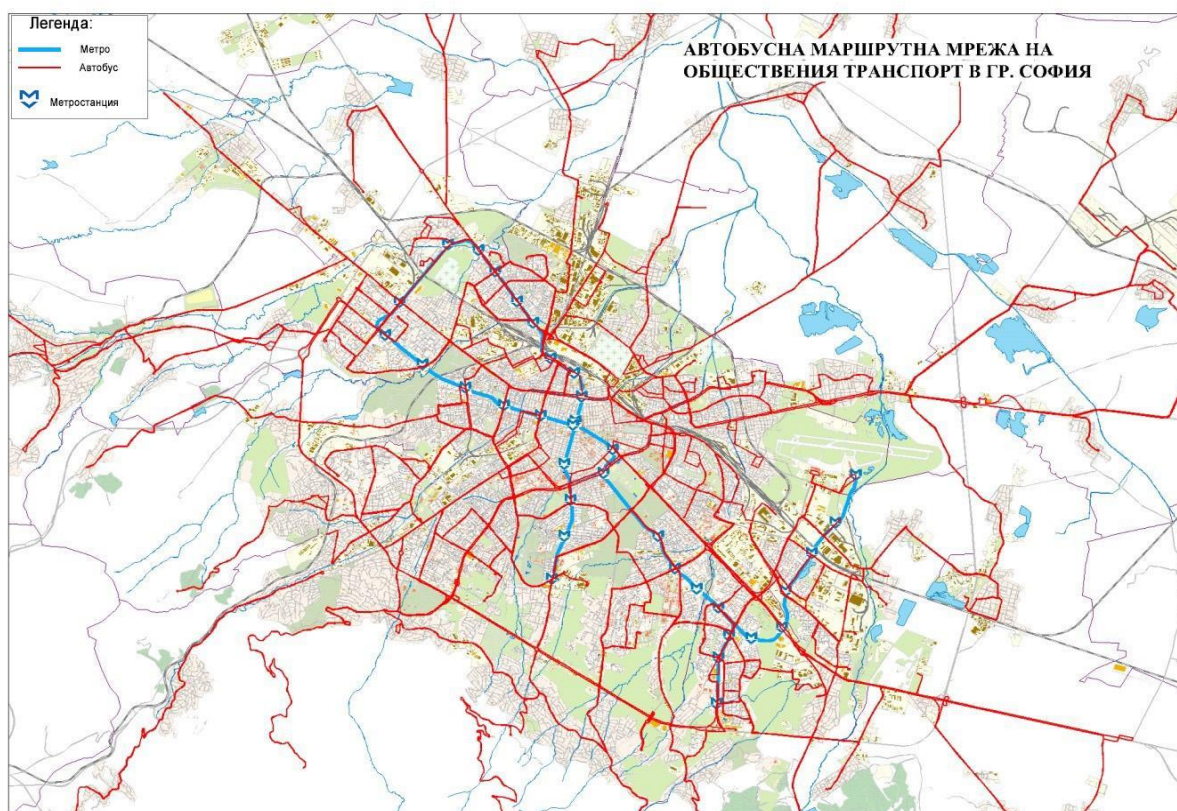 Легенда:
Метро
Автобус
Метростанция
АВТОБУСНА МАРШРУТНА МРЕЖА НА
ОБЩЕСТВЕНИЯ ТРАНСПОРТ В ГР. СОФИЯ